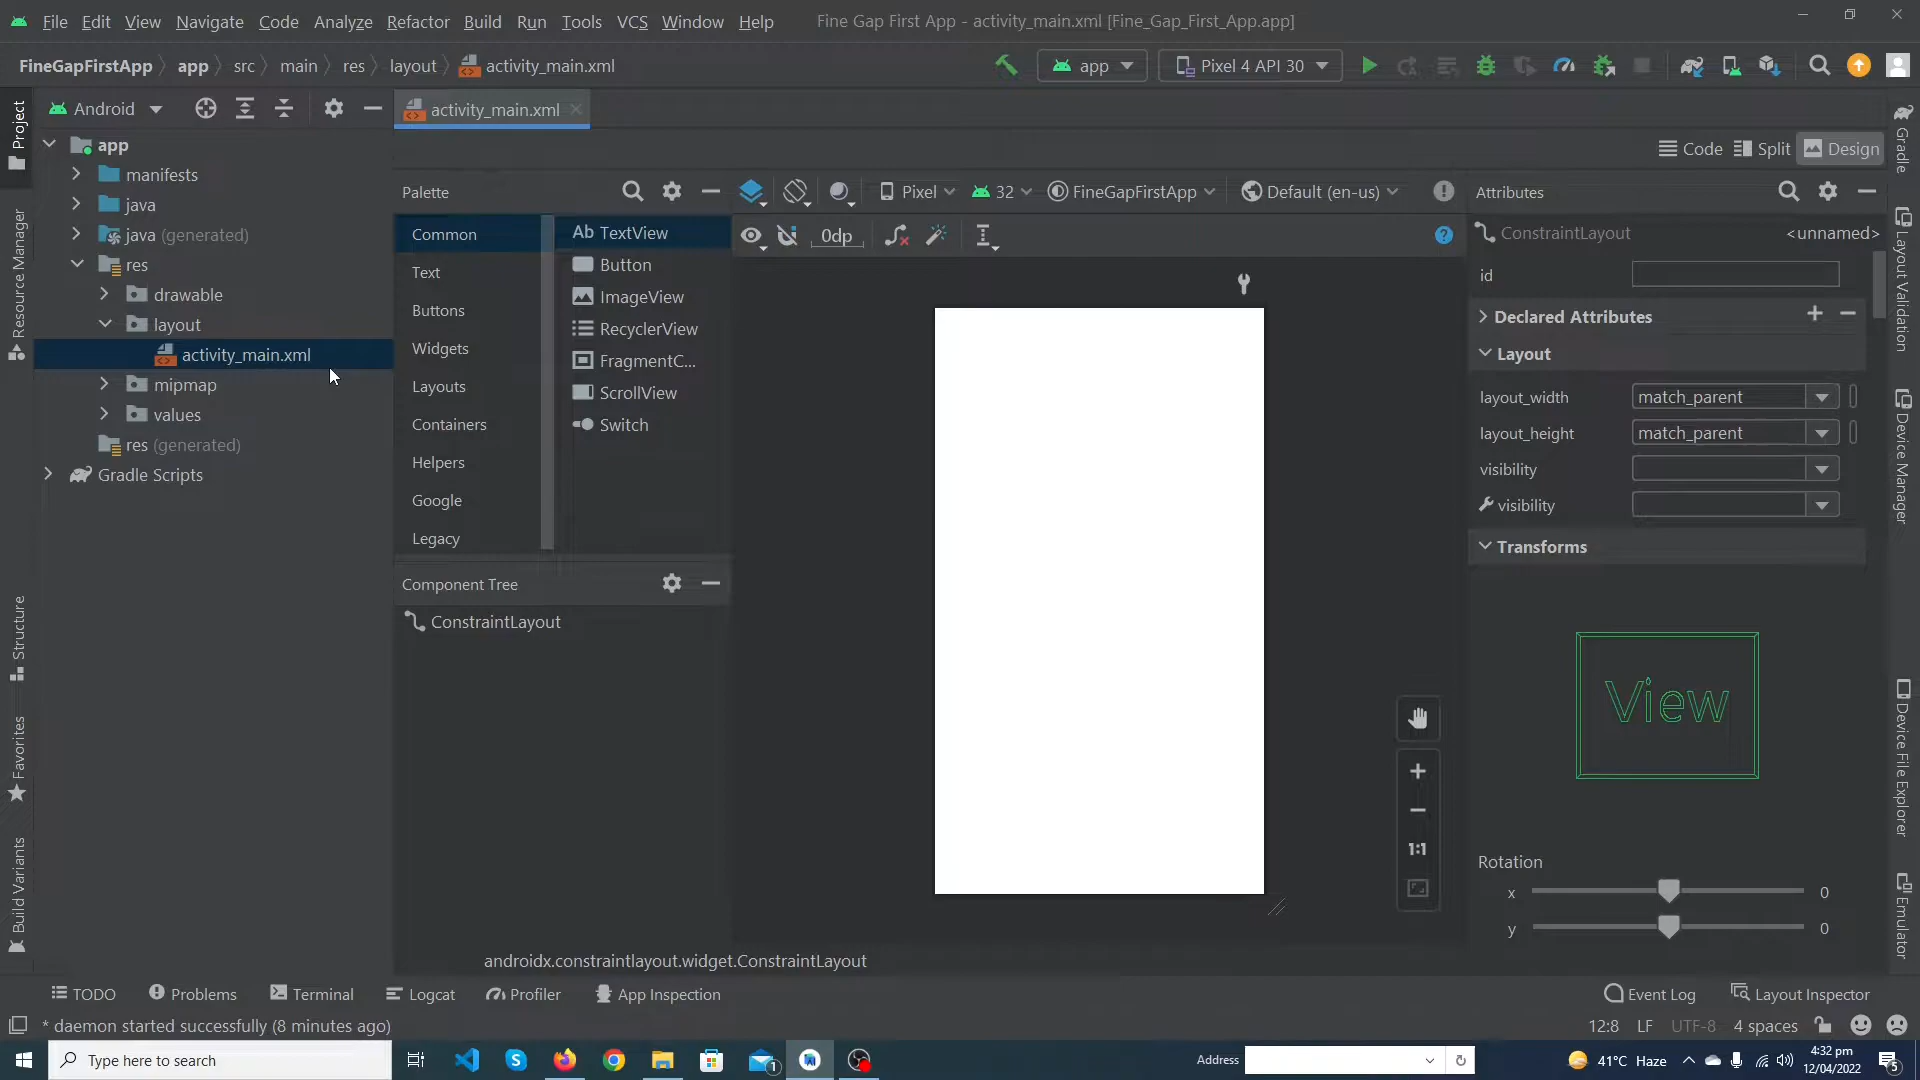 File Edit View Navigate Code Analyze Refactor Build Run Tools VCS Window Help Fine Gap First App - activity_main.xml [Fine_Gap_First_App.app]
FineGapFirstApp app src main res layout activity_main.xml app Pixel 4 API 30
Android activity_main.xml
Project
Resource Manager
Structure
Favorites
Build Variants
app
manifests
java
java (generated)
res
drawable
layout
activity_main.xml
mipmap
values
res (generated)
Gradle Scripts
Code Split Design
Palette
Common
Text
Buttons
Widgets
Layouts
Containers
Helpers
Google
Legacy
Ab TextView
Button
ImageView
RecyclerView
FragmentC...
ScrollView
Switch
Component Tree
ConstraintLayout
Pixel 32 FineGapFirstApp Default (en-us)
0dp
1:1
androidx.constraintlayout.widget.ConstraintLayout
Attributes
ConstraintLayout <unnamed>
id
Declared Attributes
Layout
layout_width match_parent
layout_height match_parent
visibility
visibility
Transforms
View
Rotation
x 0
y 0
Gradle
Layout Validation
Device Manager
Device File Explorer
Emulator
TODO Problems Terminal Logcat Profiler App Inspection Event Log Layout Inspector
* daemon started successfully (8 minutes ago) 12:8 LF UTF-8 4 spaces
Type here to search 1 Address 41°C Haze 4:32 pm
12/04/2022 5